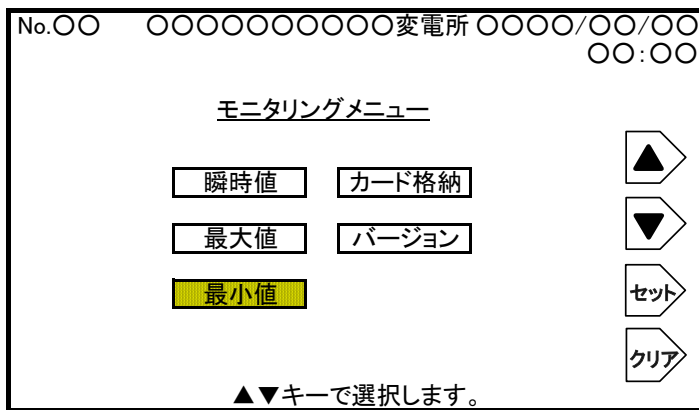 No.○○ ○○○○○○○○○○変電所 ○○○○/○○/○○
○○:○○
モニタリングメニュー
瞬時値 カード格納
▲
最大値 バージョン
▼
最小値
セット
クリア
▲▼キーで選択します。